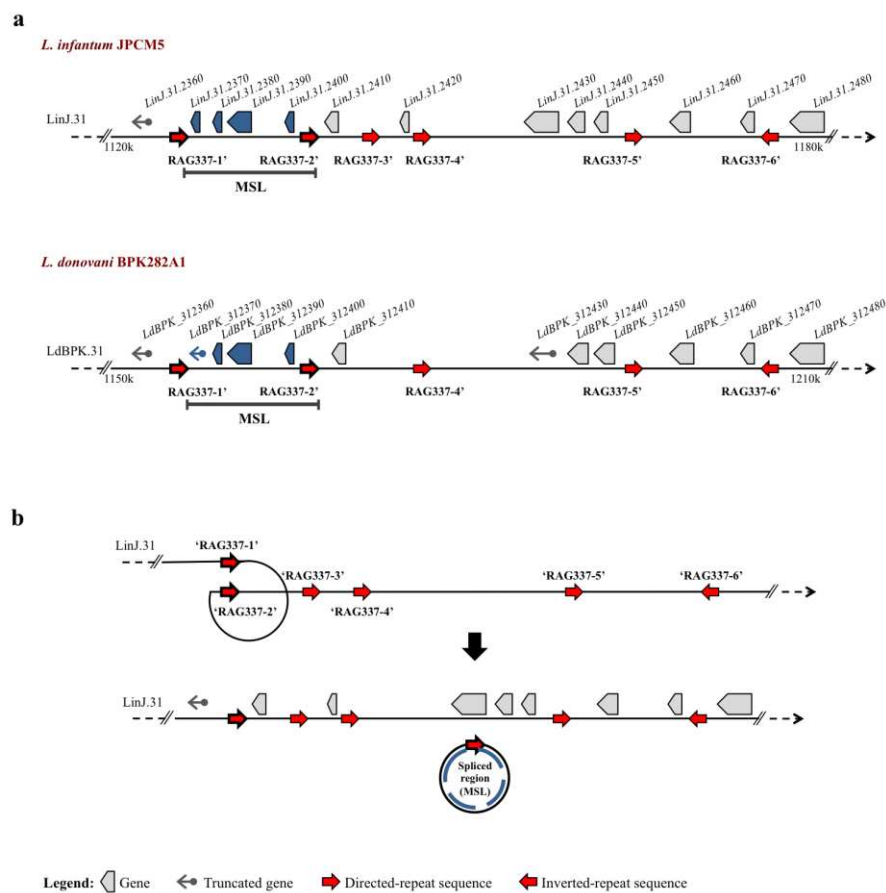 a
L. infantum JPCM5
LinJ.31.2360
LinJ.31.2370
LinJ.31.2380
LinJ.31.2390
LinJ.31.2400
LinJ.31.2410
LinJ.31.2420
LinJ.31.2430
LinJ.31.2440
LinJ.31.2450
LinJ.31.2460
LinJ.31.2470
LinJ.31.2480
LinJ.31
1120k
1180k
RAG337-1’ RAG337-2’ RAG337-3’ RAG337-4’ RAG337-5’ RAG337-6’
MSL
L. donovani BPK282A1
LdBPK_312360
LdBPK_312370
LdBPK_312380
LdBPK_312390
LdBPK_312400
LdBPK_312410
LdBPK_312430
LdBPK_312440
LdBPK_312450
LdBPK_312460
LdBPK_312470
LdBPK_312480
LdBPK.31
1150k
1210k
RAG337-1’ RAG337-2’ RAG337-4’ RAG337-5’ RAG337-6’
MSL
b
LinJ.31
‘RAG337-1’
‘RAG337-3’ ‘RAG337-5’ ‘RAG337-6’
‘RAG337-2’ ‘RAG337-4’
LinJ.31
Spliced
region
(MSL)
Legend: Gene Truncated gene Directed-repeat sequence Inverted-repeat sequence